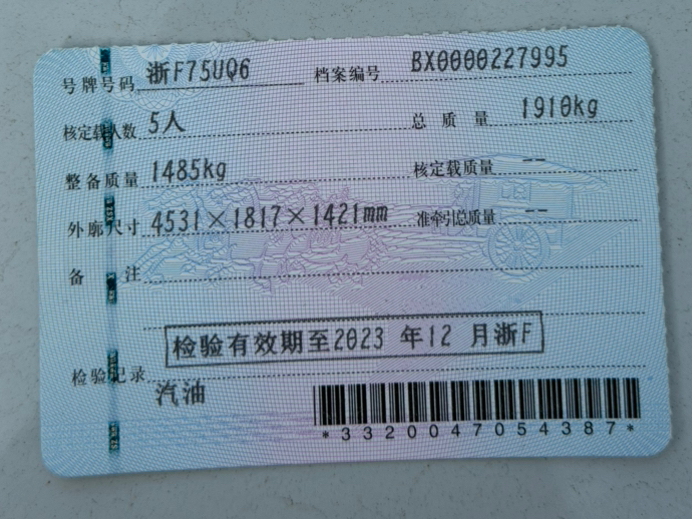 号牌号码 浙F75UQ6 档案编号 BX0000227995
核定载人数 5人 总质量 1910kg
整备质量 1485kg 核定载质量 --
外廓尺寸 4531×1817×1421mm 准牵引总质量 --
备注
检验有效期至2023 年12 月浙F
检验记录
汽油
*3320047054387*